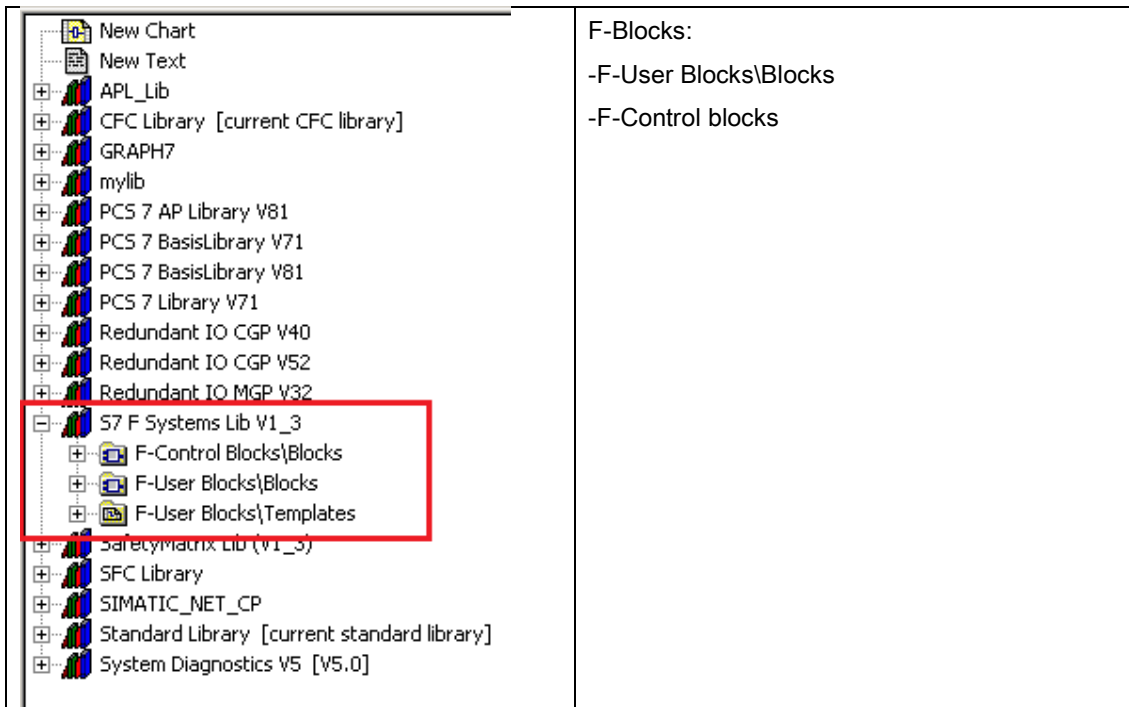 New Chart
New Text
APL_Lib
CFC Library [current CFC library]
GRAPH7
mylib
PCS 7 AP Library V81
PCS 7 BasisLibrary V71
PCS 7 BasisLibrary V81
PCS 7 Library V71
Redundant IO CGP V40
Redundant IO CGP V52
Redundant IO MGP V32
S7 F Systems Lib V1_3
F-Control Blocks\Blocks
F-User Blocks\Blocks
F-User Blocks\Templates
SafetyMatrix Lib (V1_3)
SFC Library
SIMATIC_NET_CP
Standard Library [current standard library]
System Diagnostics V5 [V5.0]
F-Blocks:
-F-User Blocks\Blocks
-F-Control blocks